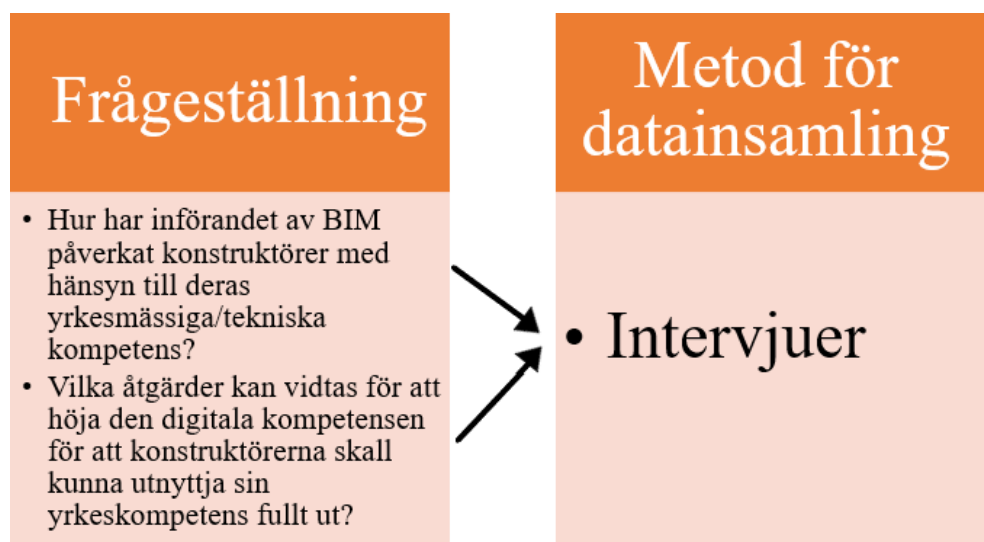 Frågeställning
• Hur har införandet av BIM
påverkat konstruktörer med
hänsyn till deras
yrkesmässiga/tekniska
kompetens?
• Vilka åtgärder kan vidtas för att
höja den digitala kompetensen
för att konstruktörerna skall
kunna utnyttja sin
yrkeskompetens fullt ut?
Metod för
datainsamling
• Intervjuer